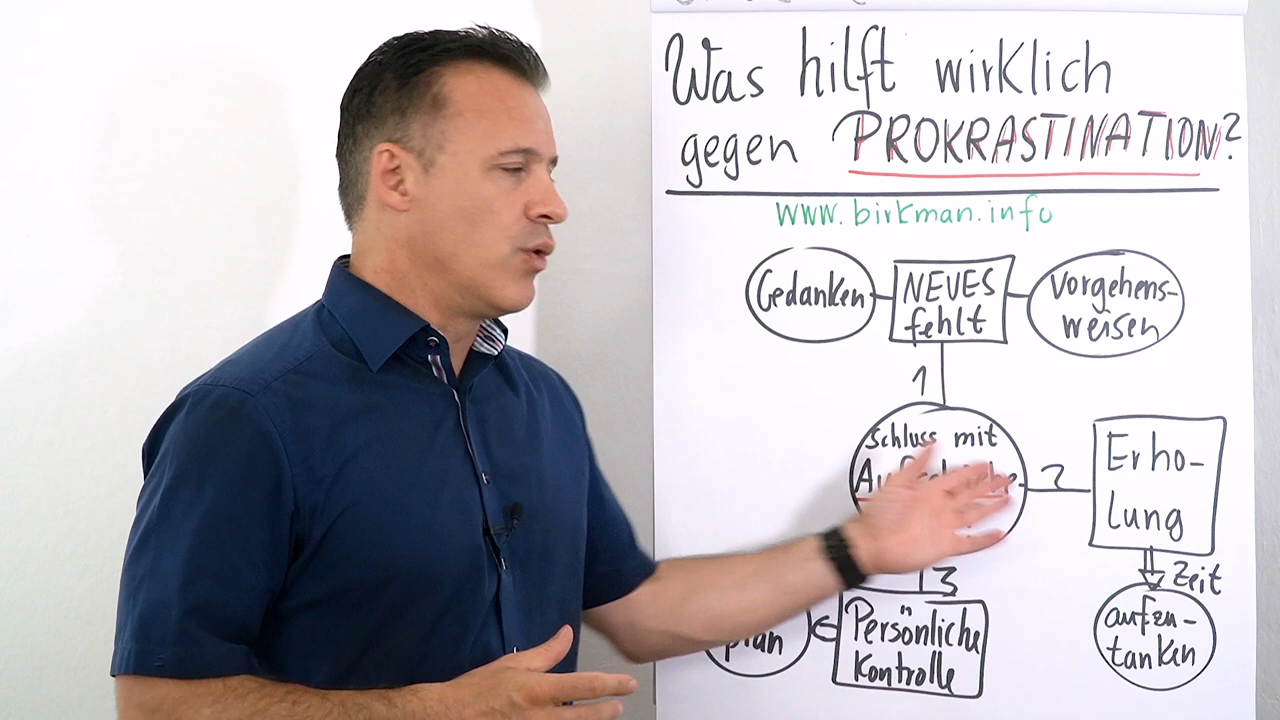 Was hilft wirklich
gegen PROKRASTINATION?
www.birkman.info
Gedanken
NEUES
fehlt
Vorgehens-
weisen
1
Schluss mit
2
Erho-
lung
Zeit
aufzu-
tanken
3
Persönliche
Kontrolle
plan